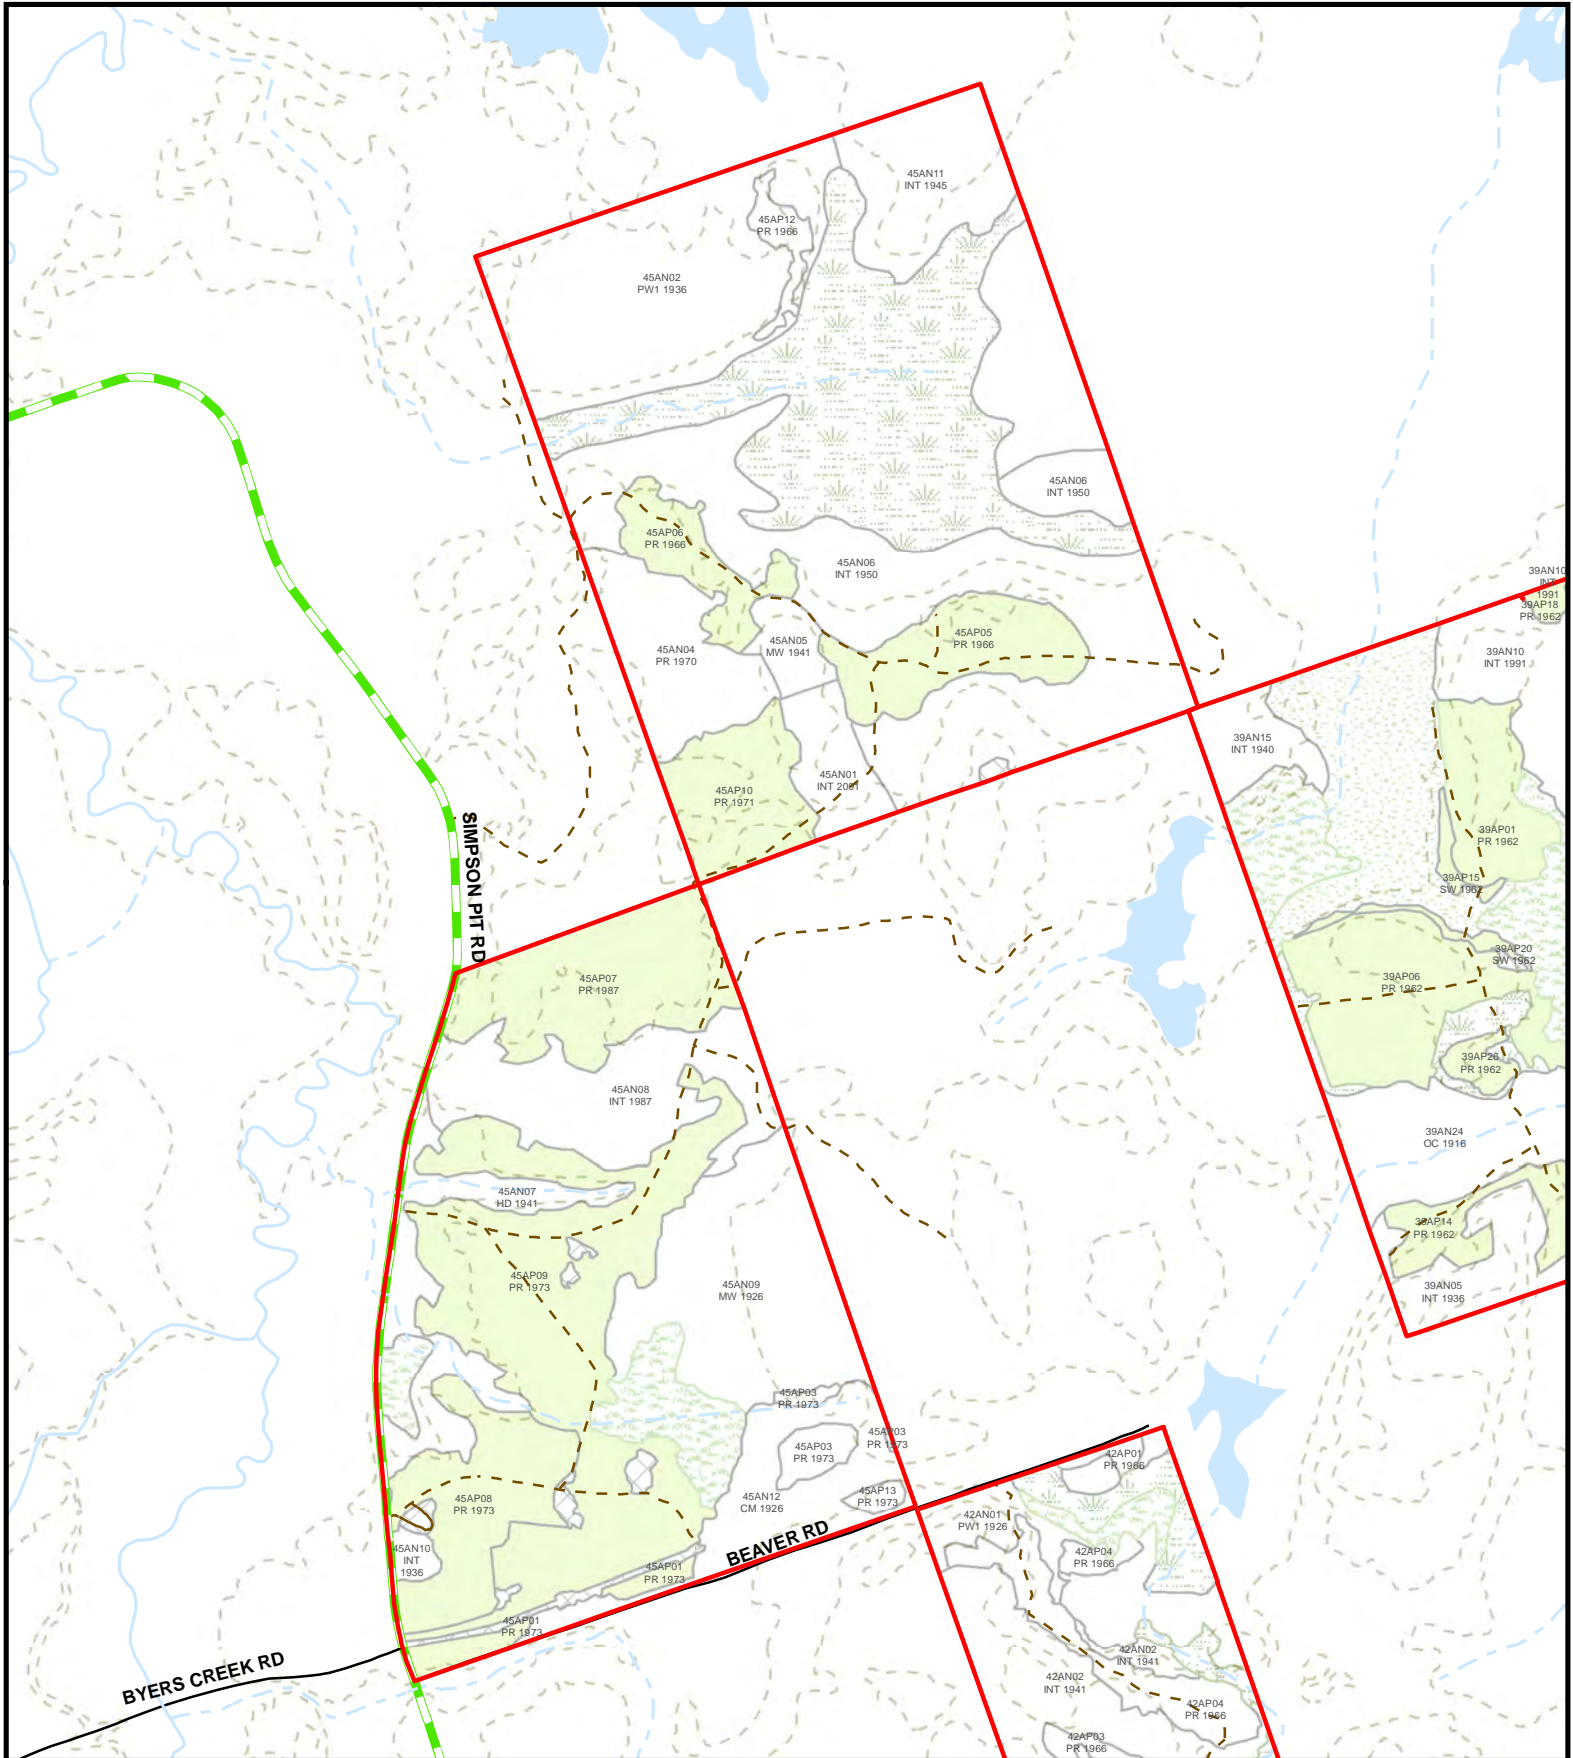 45AN11
INT 1945
45AP12
PR 1966
45AN02
PW1 1936
45AN06
INT 1950
45AP06
PR 1966
45AN06
INT 1950
39AN10
INT
1991
39AP18
PR 1962
45AP05
PR 1966
45AN05
MW 1941
45AN04
PR 1970
39AN10
INT 1991
39AN15
INT 1940
45AN01
INT 2001
45AP10
PR 1971
SIMPSON PIT RD
39AP01
PR 1962
39AP15
SW 1962
39AP20
SW 1962
45AP07
PR 1987
39AP06
PR 1962
39AP26
PR 1962
45AN08
INT 1987
39AN24
OC 1916
45AN07
HD 1941
39AP14
PR 1962
45AP09
PR 1973
45AN09
MW 1926
39AN05
INT 1936
45AP03
PR 1973
45AP03
PR 1973
45AP03
PR 1973
42AP01
PR 1966
45AP13
PR 1973
45AN12
CM 1926
45AP08
PR 1973
42AN01
PW1 1926
BEAVER RD
45AN10
INT
1936
42AP04
PR 1966
45AP01
PR 1973
45AP01
PR 1973
BYERS CREEK RD
42AN02
INT 1941
42AN02
INT 1941
42AP04
PR 1966
42AP03
PR 1966